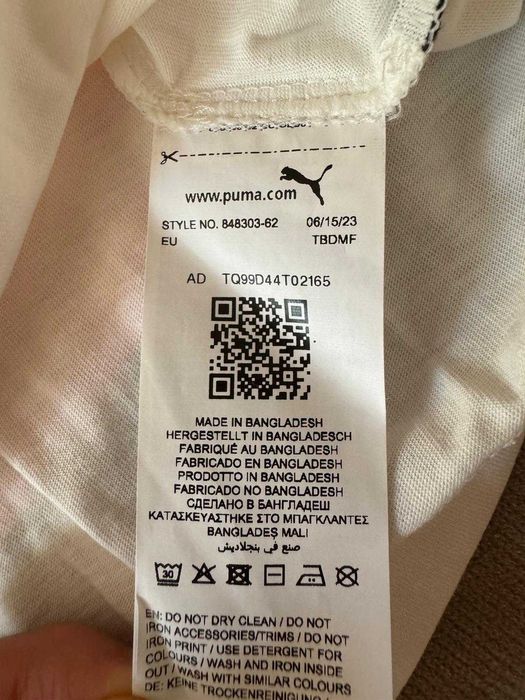 www.puma.com
STYLE NO. 848303-62 06/15/23
EU TBDMF
AD TQ99D44T02165
MADE IN BANGLADESH
HERGESTELLT IN BANGLADESCH
FABRIQUÉ AU BANGLADESH
FABRICADO EN BANGLADESH
PRODOTTO IN BANGLADESH
FABRICADO NO BANGLADESH
СДЕЛАНО В БАНГЛАДЕШ
ΚΑΤΑΣΚΕΥΑΣΤΗΚΕ ΣΤΟ ΜΠΑΓΚΛΑΝΤΕΣ
BANGLADEŞ MALI
صنع في بنجلاديش
30
EN: DO NOT DRY CLEAN / DO NOT
IRON ACCESSORIES/TRIMS / DO NOT
IRON PRINT / USE DETERGENT FOR
COLOURS / WASH AND IRON INSIDE
OUT / WASH WITH SIMILAR COLOURS
DE: KEINE TROCKENREINIGUNG /